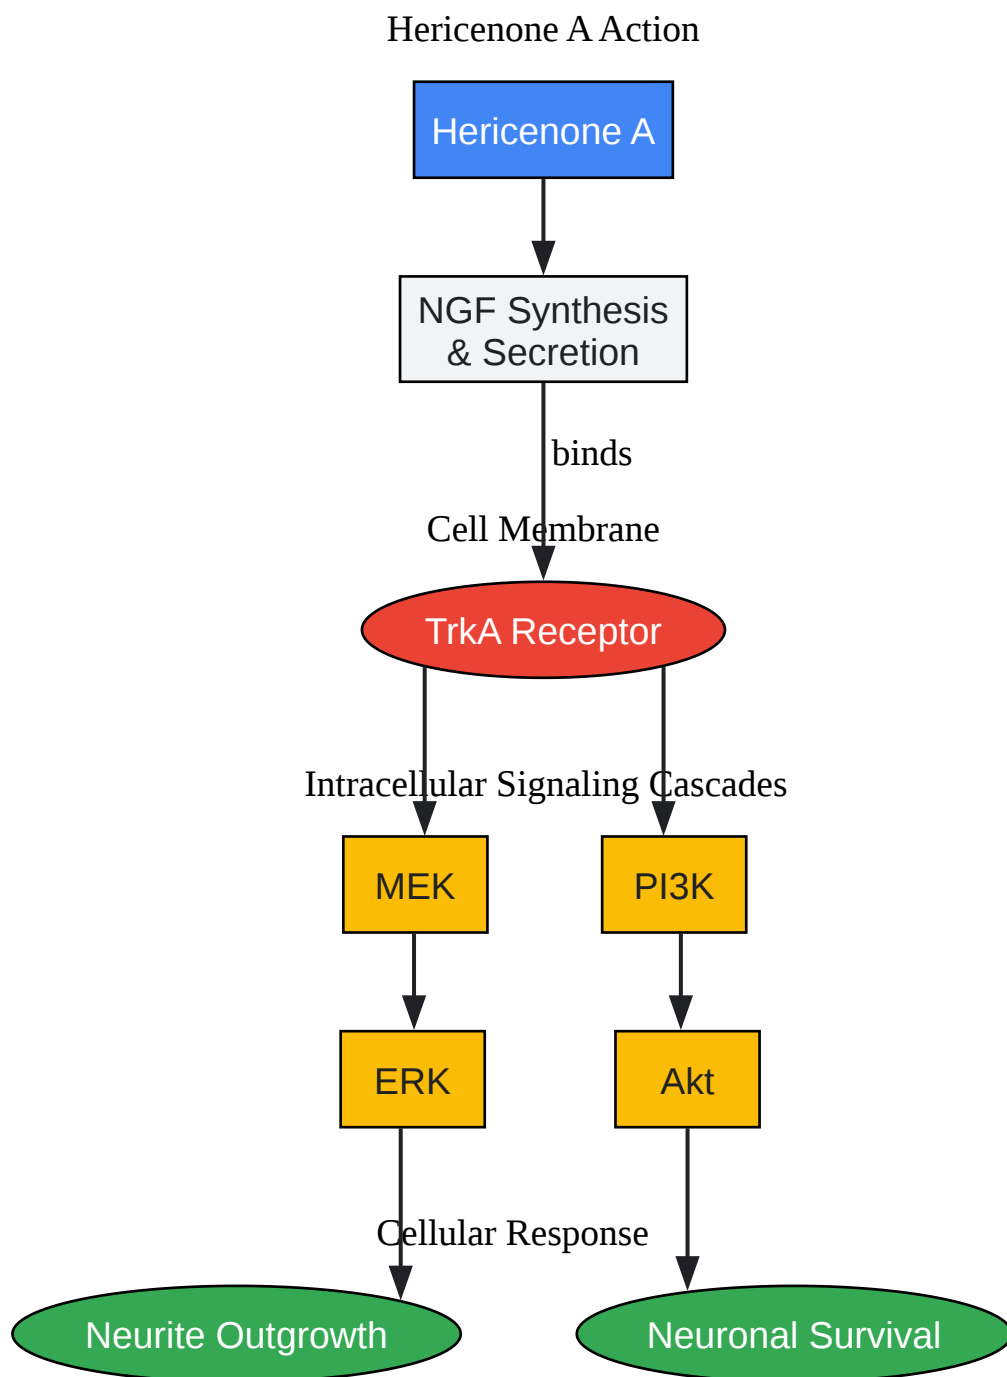 Hericenone A Action
Hericenone A
NGF Synthesis
& Secretion
binds
Cell Membrane
TrkA Receptor
Intracellular Signaling Cascades
MEK
PI3K
ERK
Akt
Cellular Response
Neurite Outgrowth
Neuronal Survival